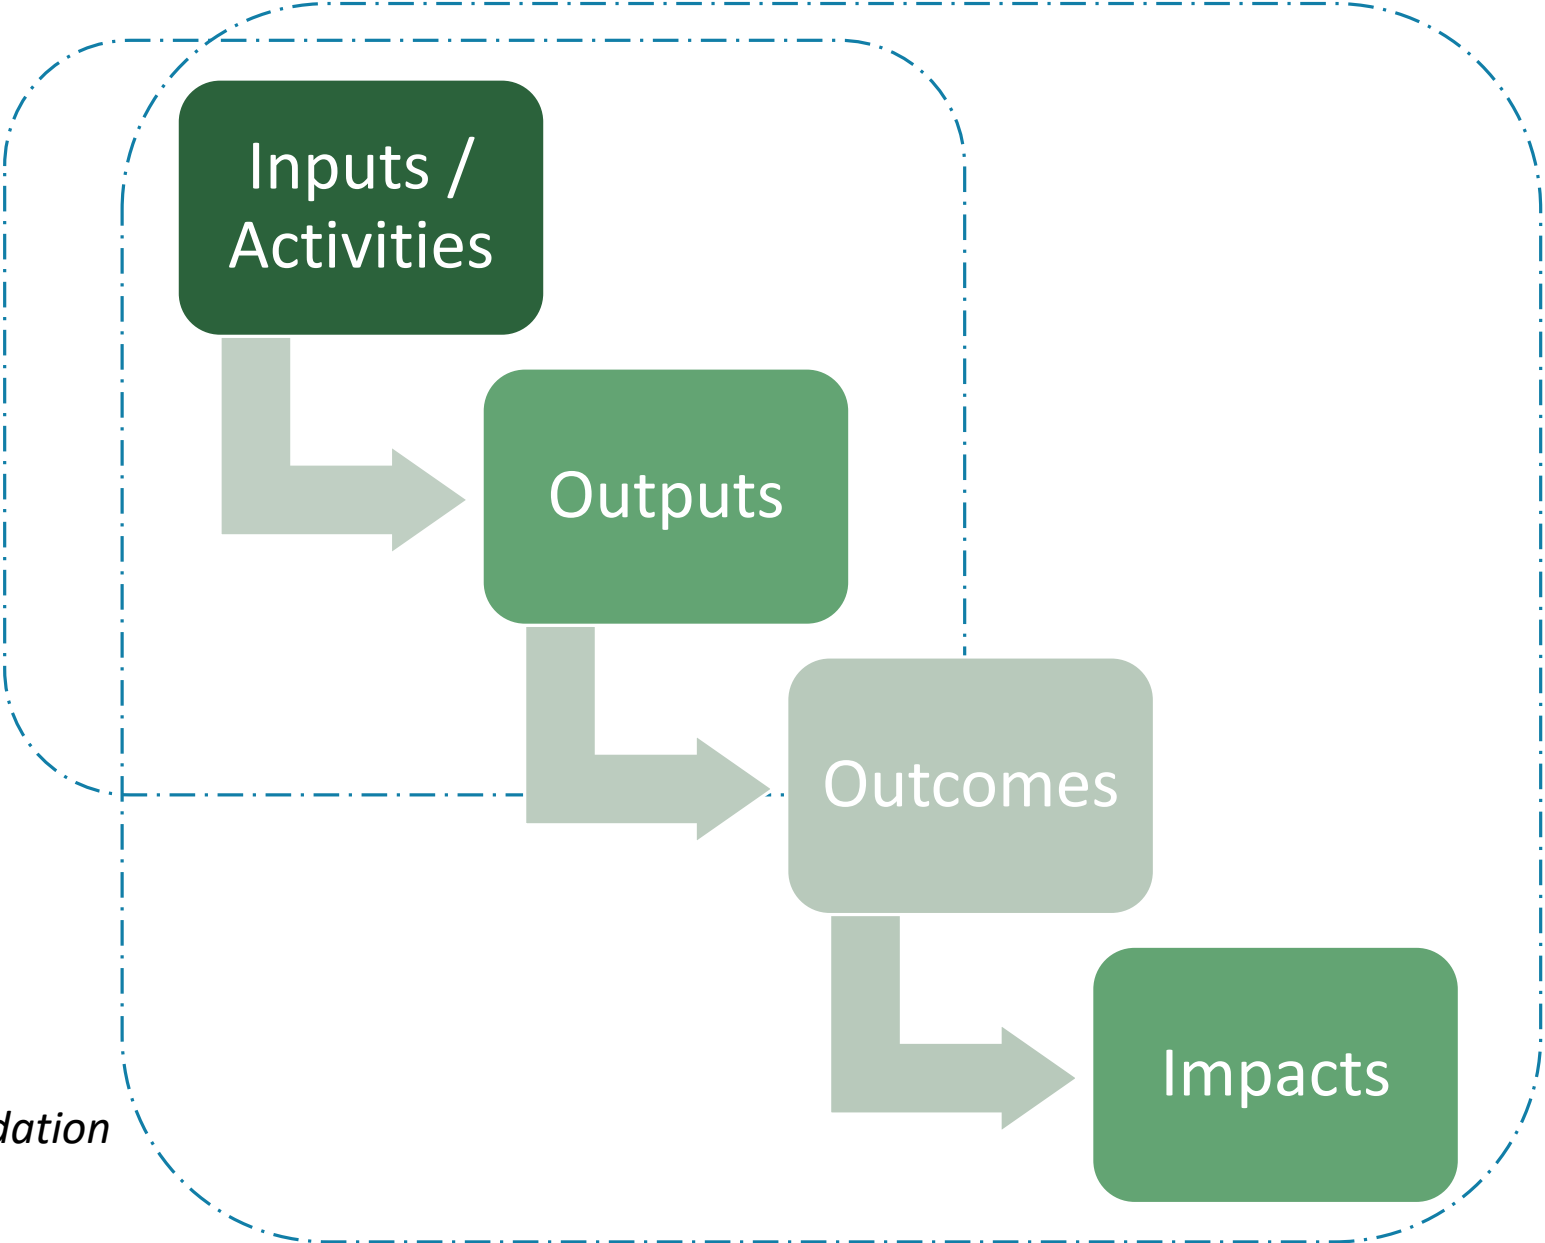 Inputs /
Activities
Outputs
Outcomes
Impacts
dation